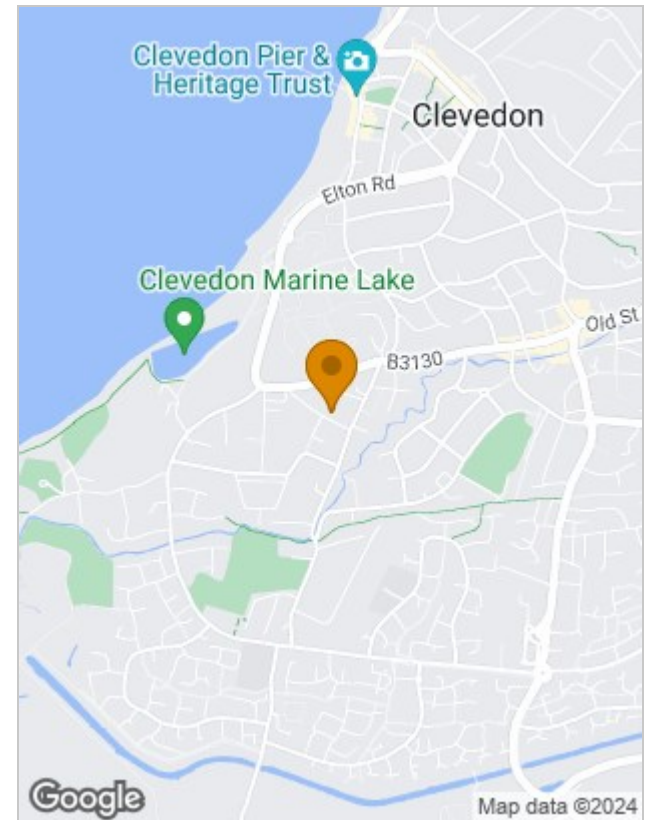 Clevedon Pier &
Heritage Trust
Clevedon
Elton Rd
Clevedon Marine Lake
Old St
B3130
Google
Map data ©2024